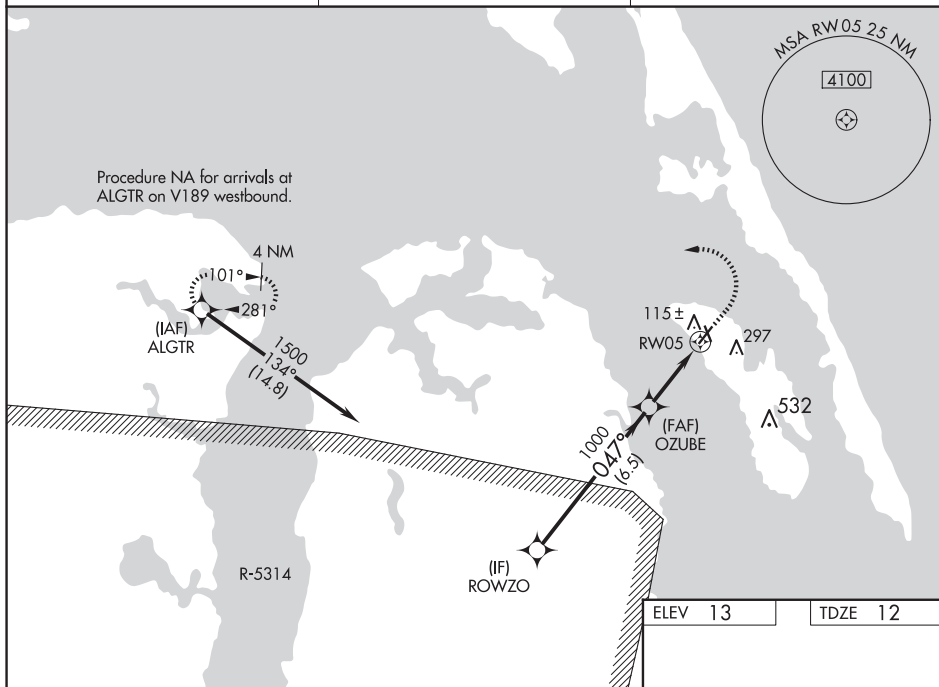 MSA RW05 25 NM
4100
Procedure NA for arrivals at
ALGTR on V189 westbound.
4 NM
101°
281°
(IAF)
ALGTR
1500
134°
(14.8)
115±
RW05
297
532
(FAF)
OZUBE
1000
047°
(6.5)
(IF)
ROWZO
R-5314
ELEV 13
TDZE 12